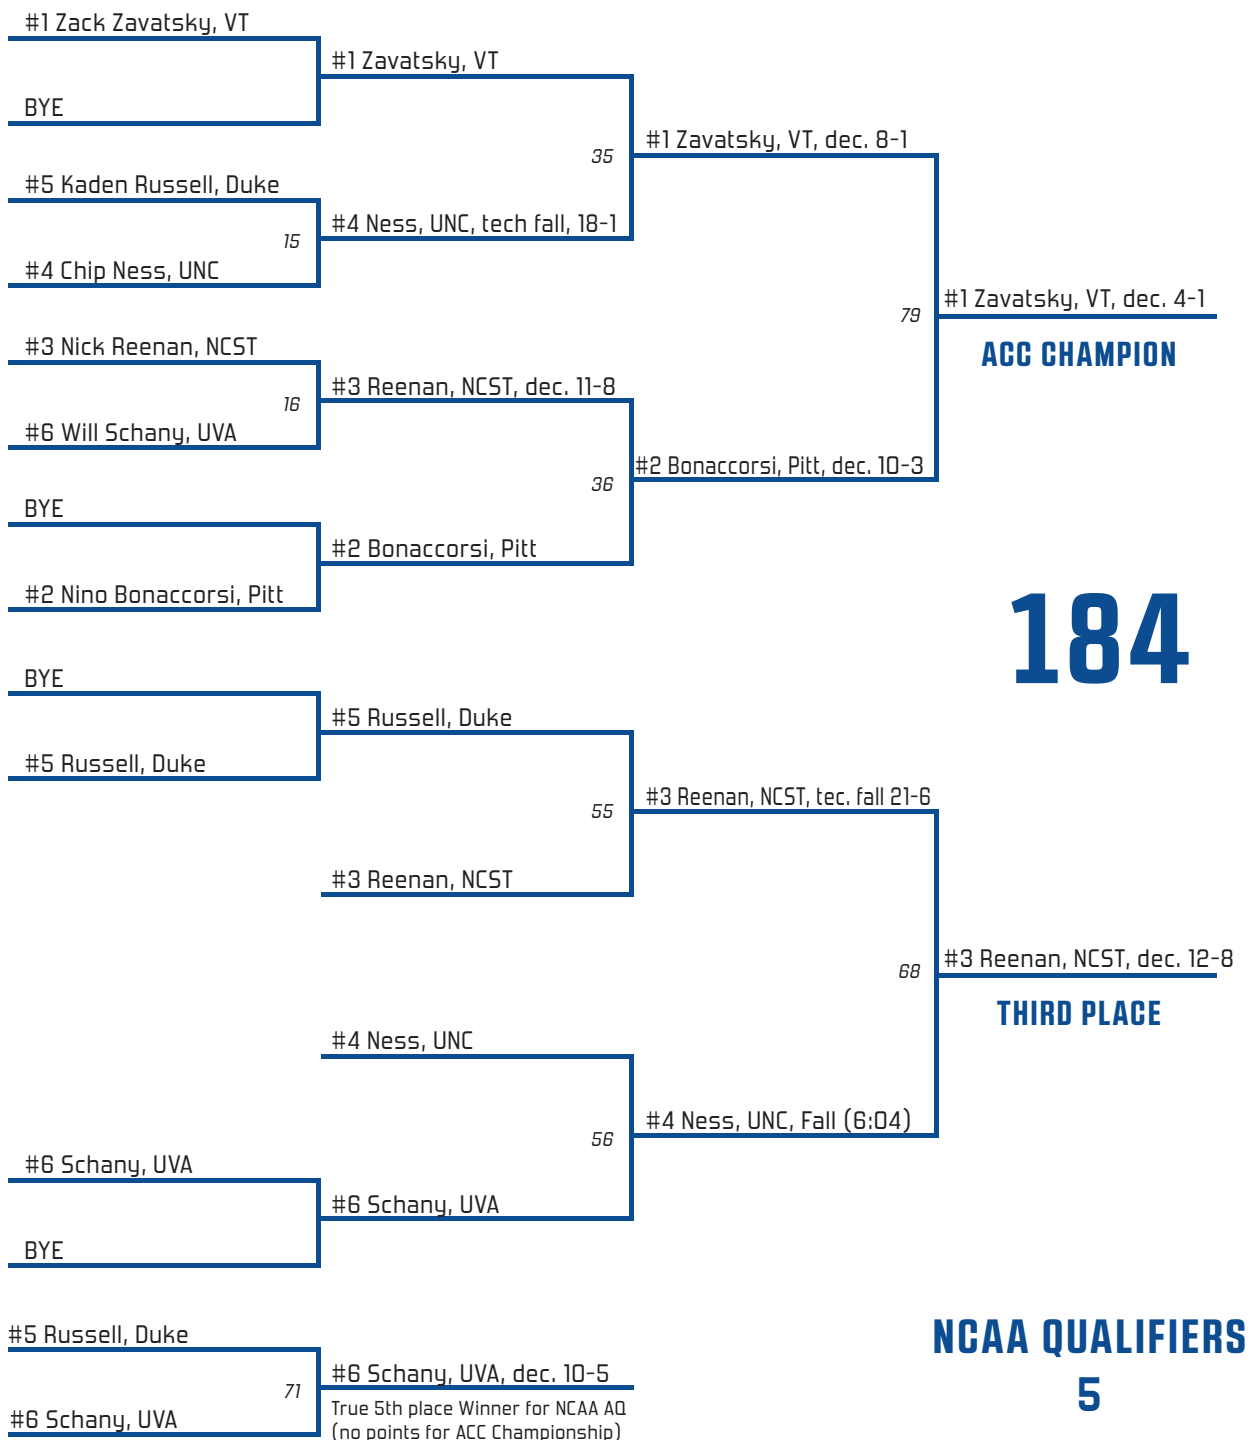 #1 Zack Zavatsky, VT
#1 Zavatsky, VT
BYE
#1 Zavatsky, VT, dec. 8-1
35
#5 Kaden Russell, Duke
#4 Ness, UNC, tech fall, 18-1
15
#4 Chip Ness, UNC
#1 Zavatsky, VT, dec. 4-1
79
ACC CHAMPION
#3 Nick Reenan, NCST
#3 Reenan, NCST, dec. 11-8
16
#6 Will Schany, UVA
#2 Bonaccorsi, Pitt, dec. 10-3
36
BYE
#2 Bonaccorsi, Pitt
#2 Nino Bonaccorsi, Pitt
184
BYE
#5 Russell, Duke
#5 Russell, Duke
#3 Reenan, NCST, tec. fall 21-6
55
#3 Reenan, NCST
#3 Reenan, NCST, dec. 12-8
68
THIRD PLACE
#4 Ness, UNC
#4 Ness, UNC, Fall (6:04)
56
#6 Schany, UVA
#6 Schany, UVA
BYE
#5 Russell, Duke
#6 Schany, UVA, dec. 10-5
71
#6 Schany, UVA
True 5th place Winner for NCAA AQ
(no points for ACC Championship)
NCAA QUALIFIERS
5